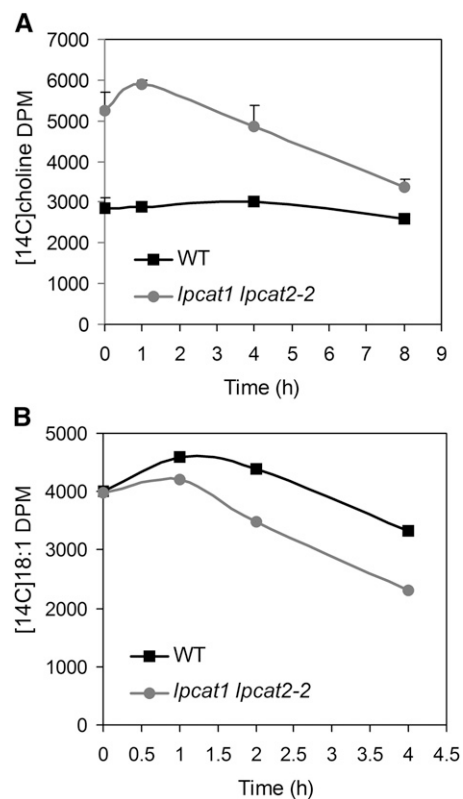 A
7000
6000
5000
4000
3000
2000
1000
0
[14C]choline DPM
WT
lpcat1 lpcat2-2
0 1 2 3 4 5 6 7 8 9
Time (h)
B
5000
4000
3000
2000
1000
0
[14C]18:1 DPM
WT
lpcat1 lpcat2-2
0 0.5 1 1.5 2 2.5 3 3.5 4 4.5
Time (h)